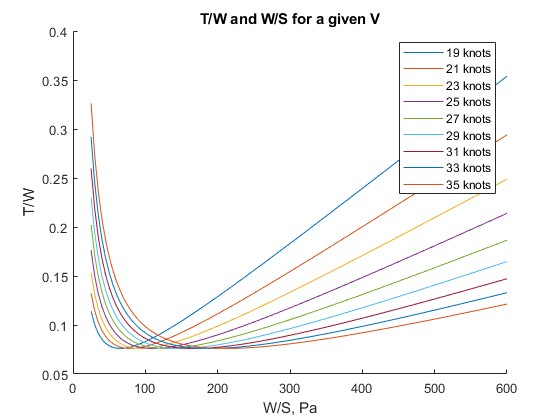 T/W and W/S for a given V
0.4
0.35
0.3
0.25
0.2
0.15
0.1
0.05
T/W
19 knots
21 knots
23 knots
25 knots
27 knots
29 knots
31 knots
33 knots
35 knots
0 100 200 300 400 500 600
W/S, Pa